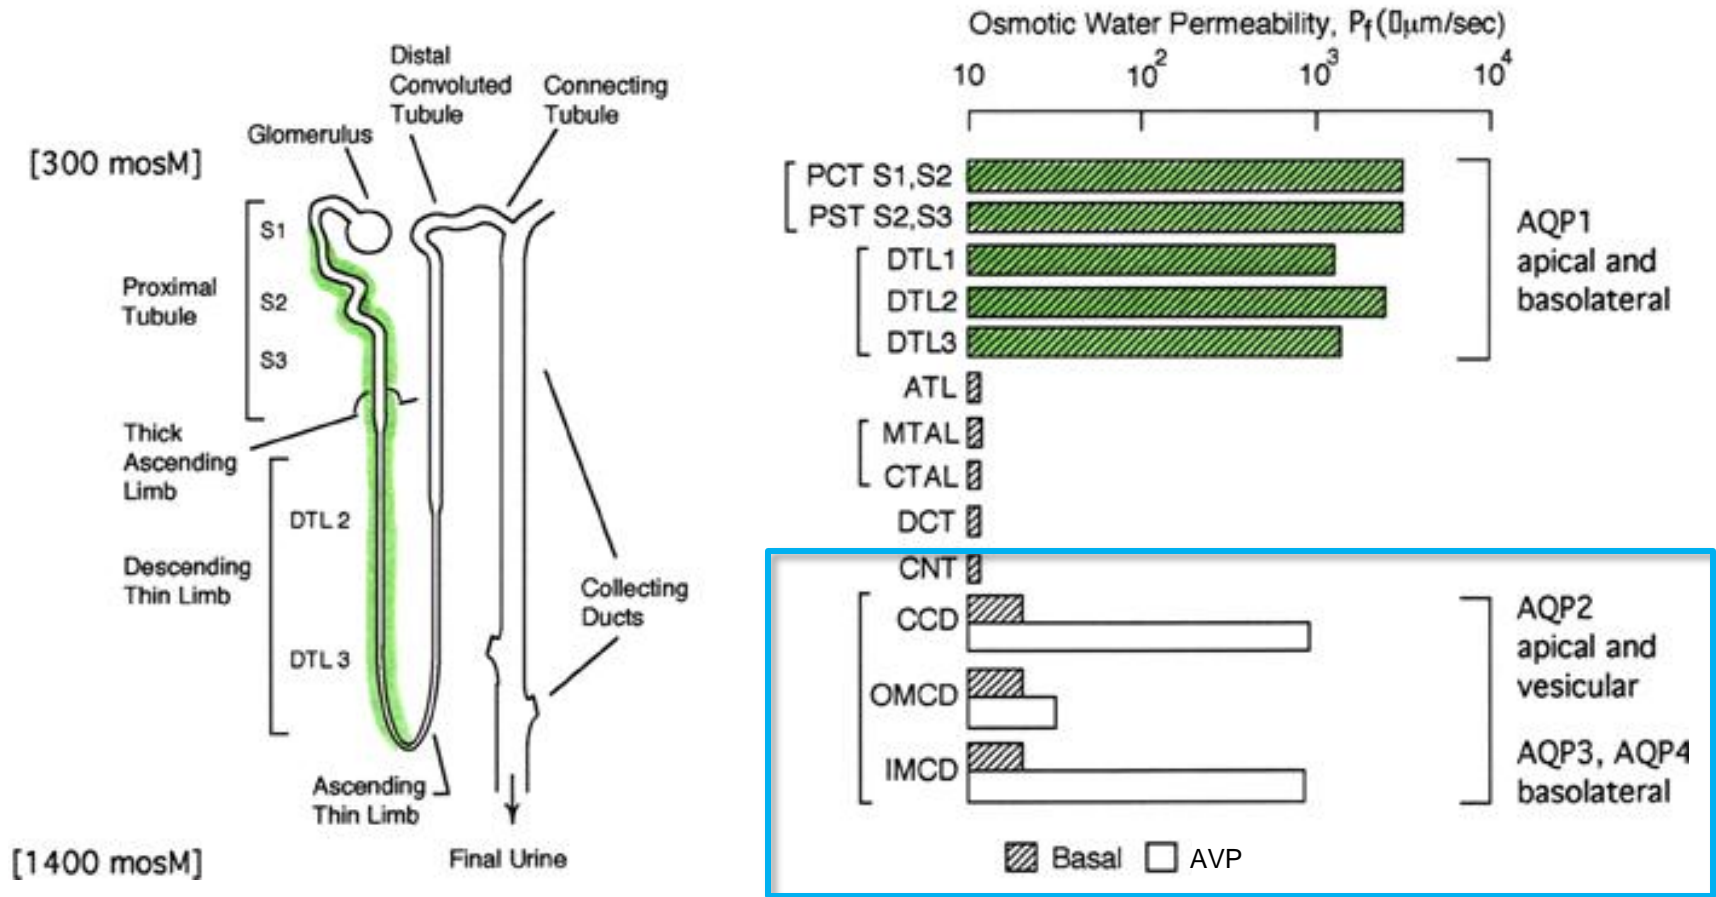 Distal
Convoluted
Tubule
Connecting
Tubule
Glomerulus
[300 mosM]
S1
Proximal
Tubule
S2
S3
Thick
Ascending
Limb
DTL 2
Descending
Thin Limb
Collecting
Ducts
DTL 3
Ascending
Thin Limb
[1400 mosM]
Final Urine
Osmotic Water Permeability, Pf (▯μm/sec)
10 10² 10³ 10⁴
PCT S1,S2
PST S2,S3
DTL1
DTL2
DTL3
AQP1
apical and
basolateral
ATL
MTAL
CTAL
DCT
CNT
CCD
OMCD
IMCD
AQP2
apical and
vesicular
AQP3, AQP4
basolateral
Basal AVP